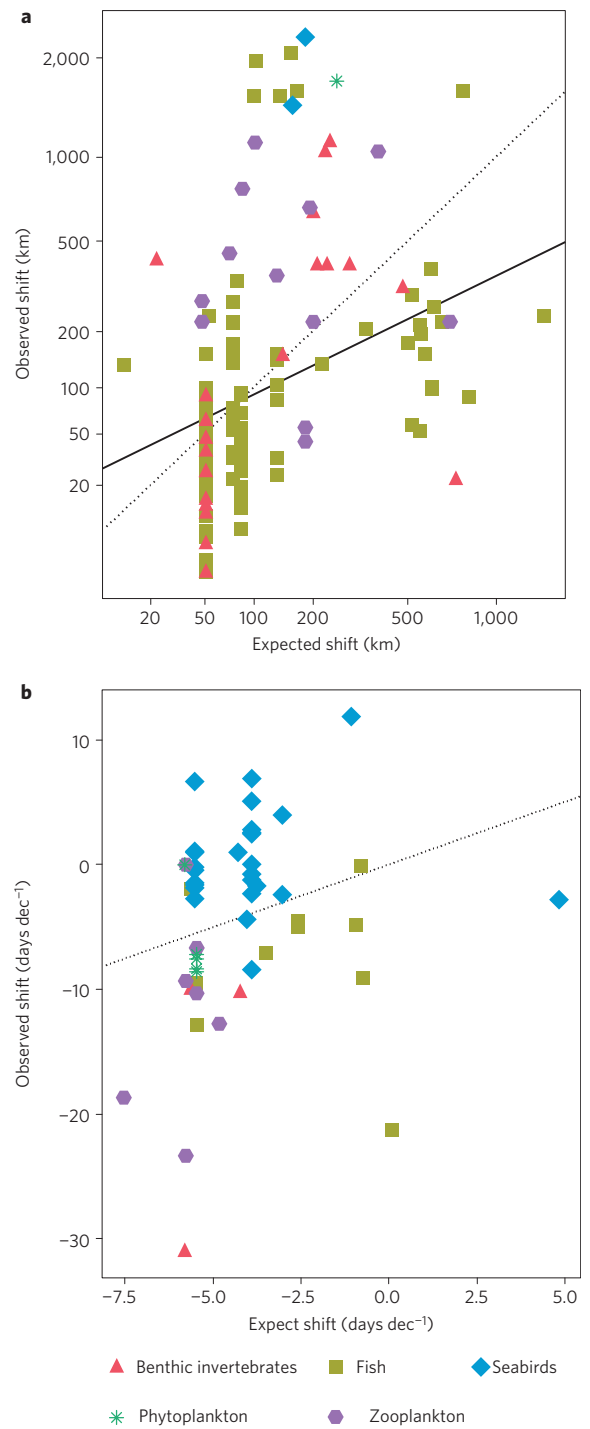 a
2,000
1,000
500
200
100
50
20
Observed shift (km)
20 50 100 200 500 1,000
Expected shift (km)
b
10
0
−10
−20
−30
Observed shift (days dec⁻¹)
−7.5 −5.0 −2.5 0.0 2.5 5.0
Expect shift (days dec⁻¹)
Benthic invertebrates Fish Seabirds
Phytoplankton Zooplankton